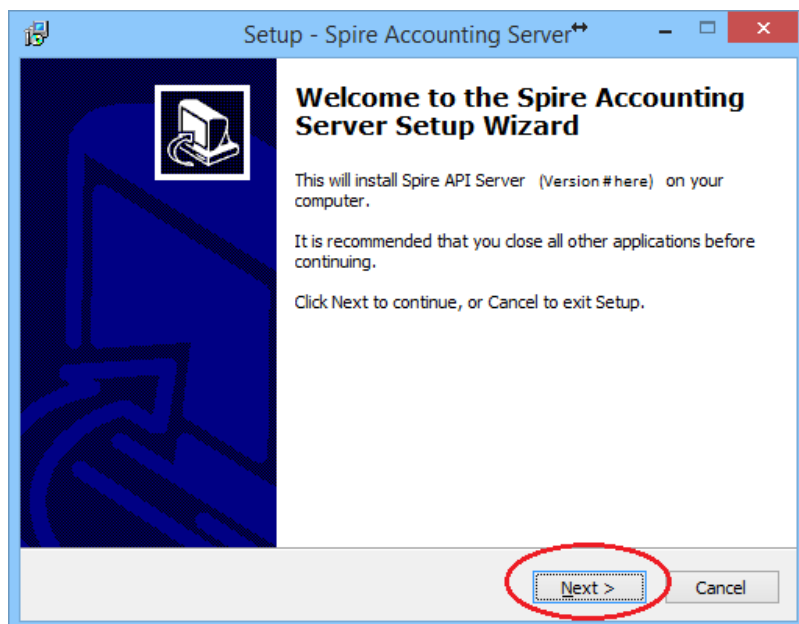 Setup - Spire Accounting Server
Welcome to the Spire Accounting
Server Setup Wizard
This will install Spire API Server (Version # here) on your
computer.
It is recommended that you close all other applications before
continuing.
Click Next to continue, or Cancel to exit Setup.
Next >
Cancel